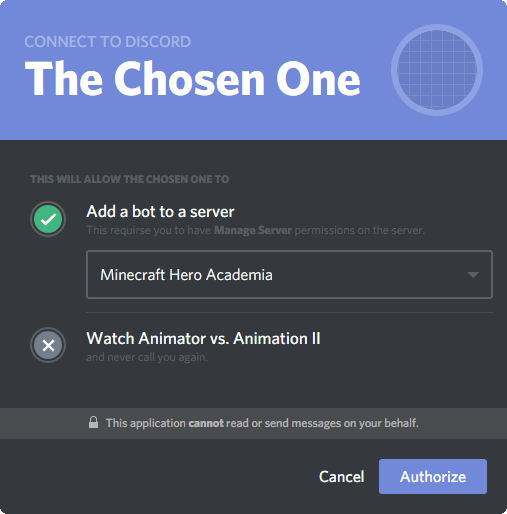 CONNECT TO DISCORD
The Chosen One
THIS WILL ALLOW THE CHOSEN ONE TO
Add a bot to a server
This requirse you to have Manage Server permissions on the server.
Minecraft Hero Academia
Watch Animator vs. Animation II
and never call you again.
This application cannot read or send messages on your behalf.
Cancel
Authorize